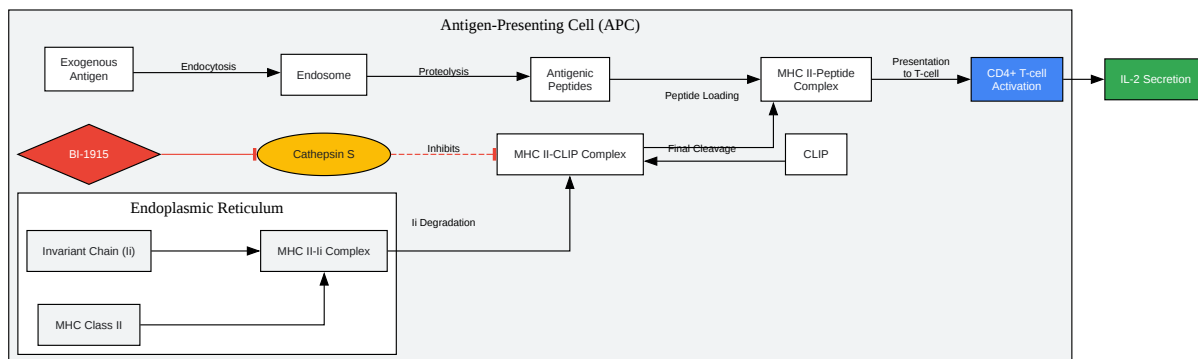 Antigen-Presenting Cell (APC)
Exogenous
Antigen
Endocytosis
Endosome
Proteolysis
Antigenic
Peptides
Peptide Loading
MHC II-Peptide
Complex
Presentation
to T-cell
CD4+ T-cell
Activation
IL-2 Secretion
BI-1915
Cathepsin S
Inhibits
MHC II-CLIP Complex
Final Cleavage
CLIP
Endoplasmic Reticulum
Ii Degradation
Invariant Chain (Ii)
MHC II-Ii Complex
MHC Class II